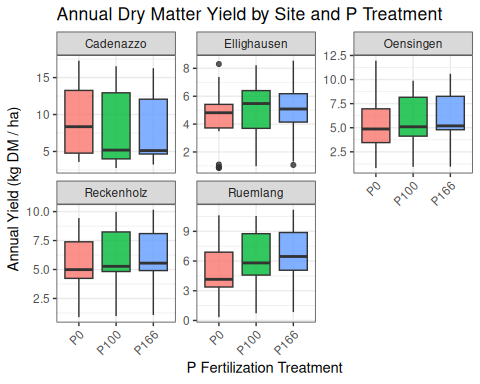 Annual Dry Matter Yield by Site and P Treatment
Cadenazzo
Ellighausen
Oensingen
15
10
5
8
6
4
2
12.5
10.0
7.5
5.0
2.5
P0
P100
P166
Reckenholz
Ruemlang
10.0
7.5
5.0
2.5
9
6
3
0
P0
P100
P166
P0
P100
P166
Annual Yield (kg DM / ha)
P Fertilization Treatment